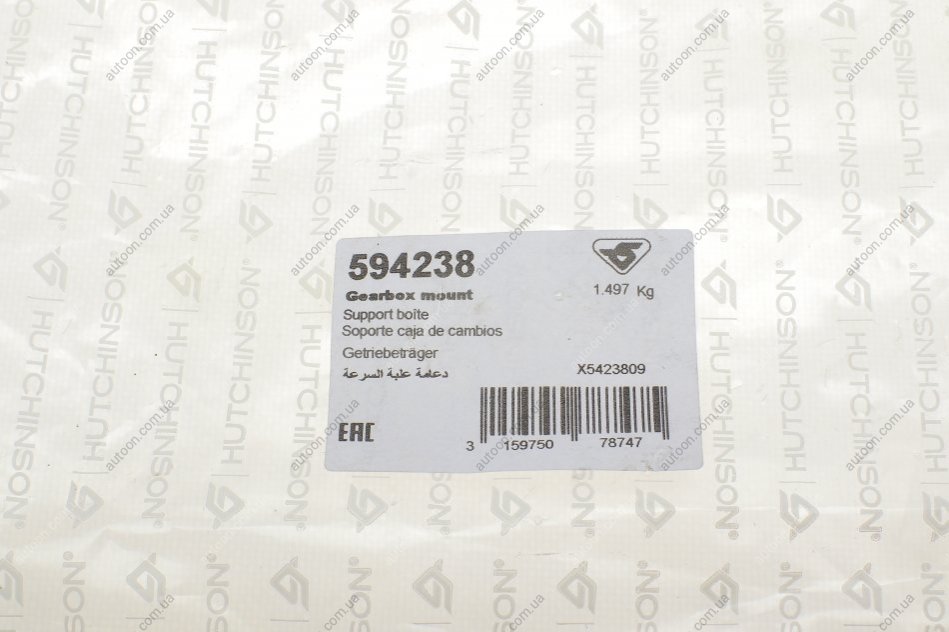 594238
Gearbox mount
1.497 Kg
Support boîte
Soporte caja de cambios
Getriebeträger
دعامة علبة السرعة
X5423809
EAC
3 159750 78747
HUTCHINSON®
autoon.com.ua